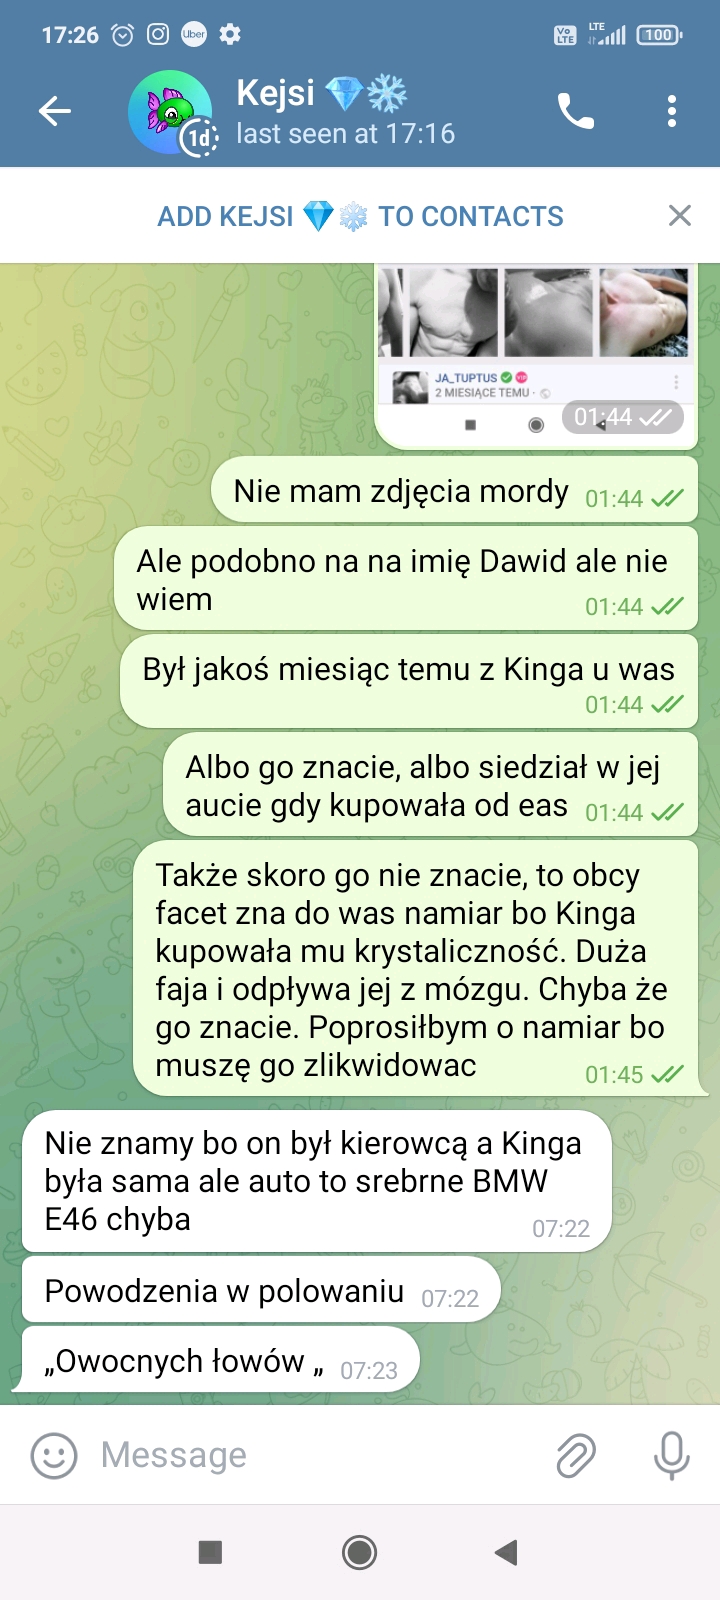 17:26
Uber
Vo LTE
LTE
100
Kejsi
1d
last seen at 17:16
ADD KEJSI TO CONTACTS
JA_TUPTUS
2 MIESIĄCE TEMU
01:44
Nie mam zdjęcia mordy 01:44
Ale podobno na na imię Dawid ale nie
wiem 01:44
Był jakoś miesiąc temu z Kinga u was
01:44
Albo go znacie, albo siedział w jej
aucie gdy kupowała od eas 01:44
Także skoro go nie znacie, to obcy
facet zna do was namiar bo Kinga
kupowała mu krystaliczność. Duża
faja i odpływa jej z mózgu. Chyba że
go znacie. Poprosiłbym o namiar bo
muszę go zlikwidowac 01:45
Nie znamy bo on był kierowcą a Kinga
była sama ale auto to srebrne BMW
E46 chyba 07:22
Powodzenia w polowaniu 07:22
„Owocnych łowów „ 07:23
Message